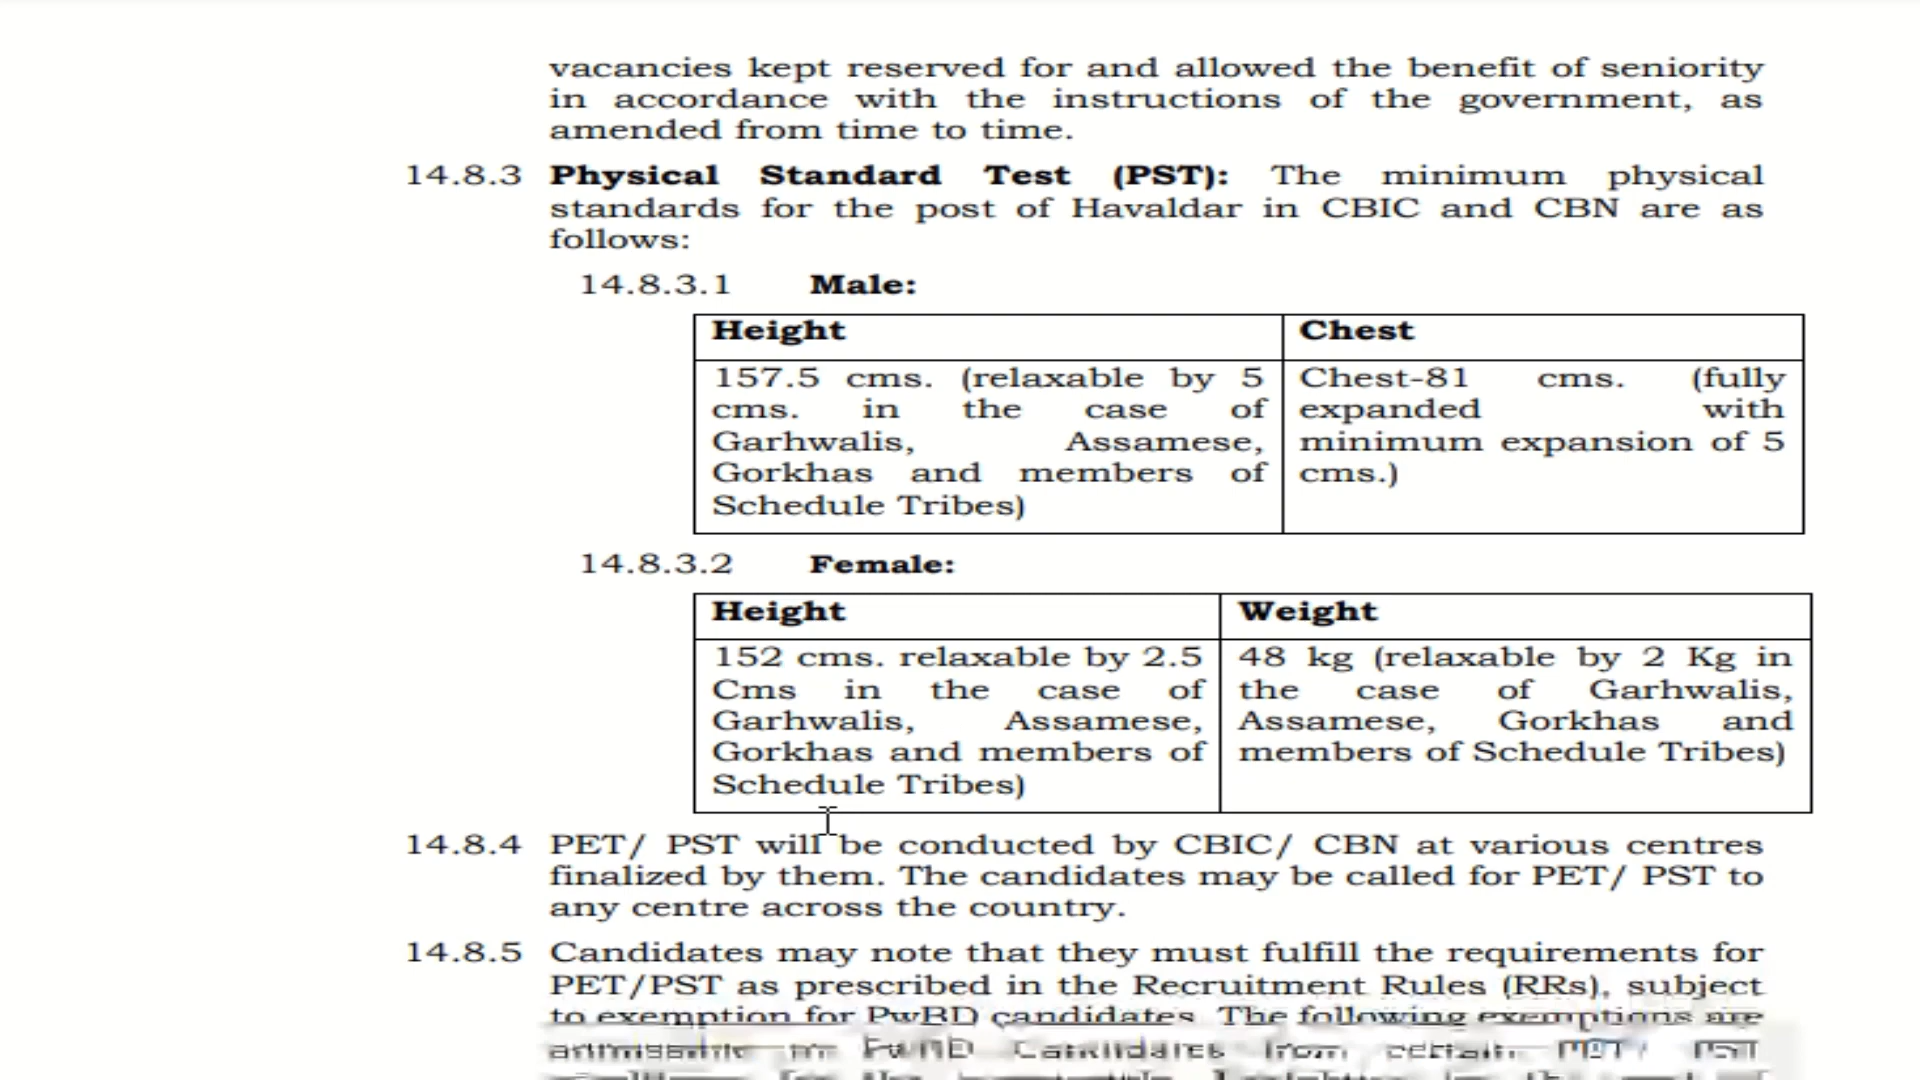 vacancies kept reserved for and allowed the benefit of seniority
in accordance with the instructions of the government, as
amended from time to time.
14.8.3 Physical Standard Test (PST): The minimum physical
standards for the post of Havaldar in CBIC and CBN are as
follows:
14.8.3.1 Male:
Height Chest
157.5 cms. (relaxable by 5
cms. in the case of
Garhwalis, Assamese,
Gorkhas and members of
Schedule Tribes)
Chest-81 cms. (fully
expanded with
minimum expansion of 5
cms.)
14.8.3.2 Female:
Height Weight
152 cms. relaxable by 2.5
Cms in the case of
Garhwalis, Assamese,
Gorkhas and members of
Schedule Tribes)
48 kg (relaxable by 2 Kg in
the case of Garhwalis,
Assamese, Gorkhas and
members of Schedule Tribes)
14.8.4 PET/ PST will be conducted by CBIC/ CBN at various centres
finalized by them. The candidates may be called for PET/ PST to
any centre across the country.
14.8.5 Candidates may note that they must fulfill the requirements for
PET/PST as prescribed in the Recruitment Rules (RRs), subject
to exemption for PwBD candidates. The following exemptions are